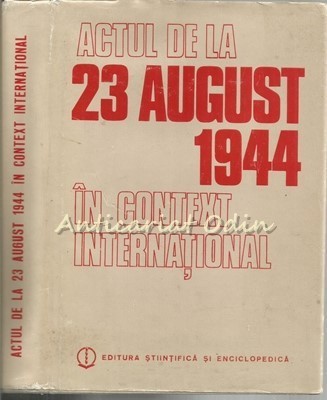 ACTUL DE LA 23 AUGUST 1944 ÎN CONTEXT INTERNAȚIONAL
ACTUL DE LA
23 AUGUST
1944
ÎN CONTEXT
INTERNAȚIONAL
Anticariat Odin
EDITURA ȘTIINȚIFICĂ ȘI ENCICLOPEDICĂ